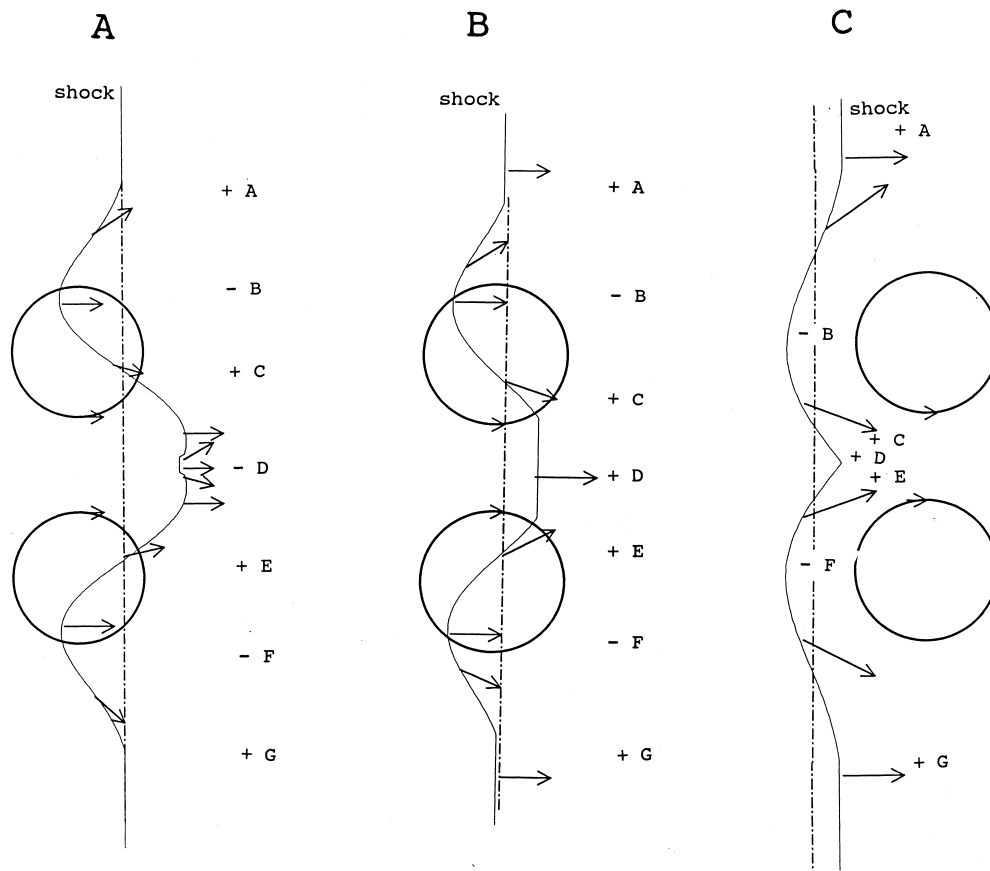 A
shock
+ A
- B
+ C
- D
+ E
- F
+ G
B
shock
+ A
- B
+ C
+ D
+ E
- F
+ G
C
shock
+ A
- B
+ C
+ D
+ E
- F
+ G